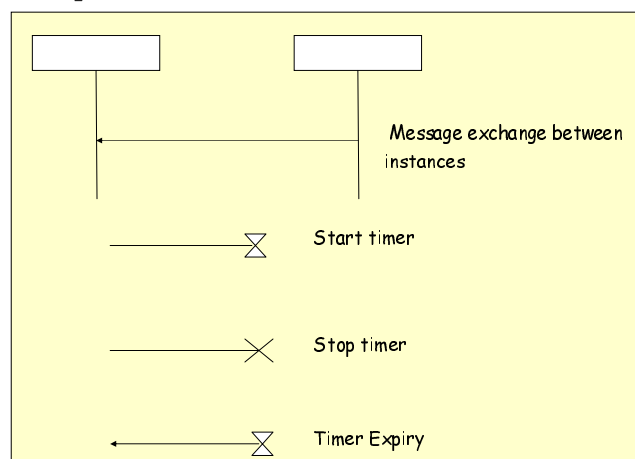 Message exchange between
instances
Start timer
Stop timer
Timer Expiry